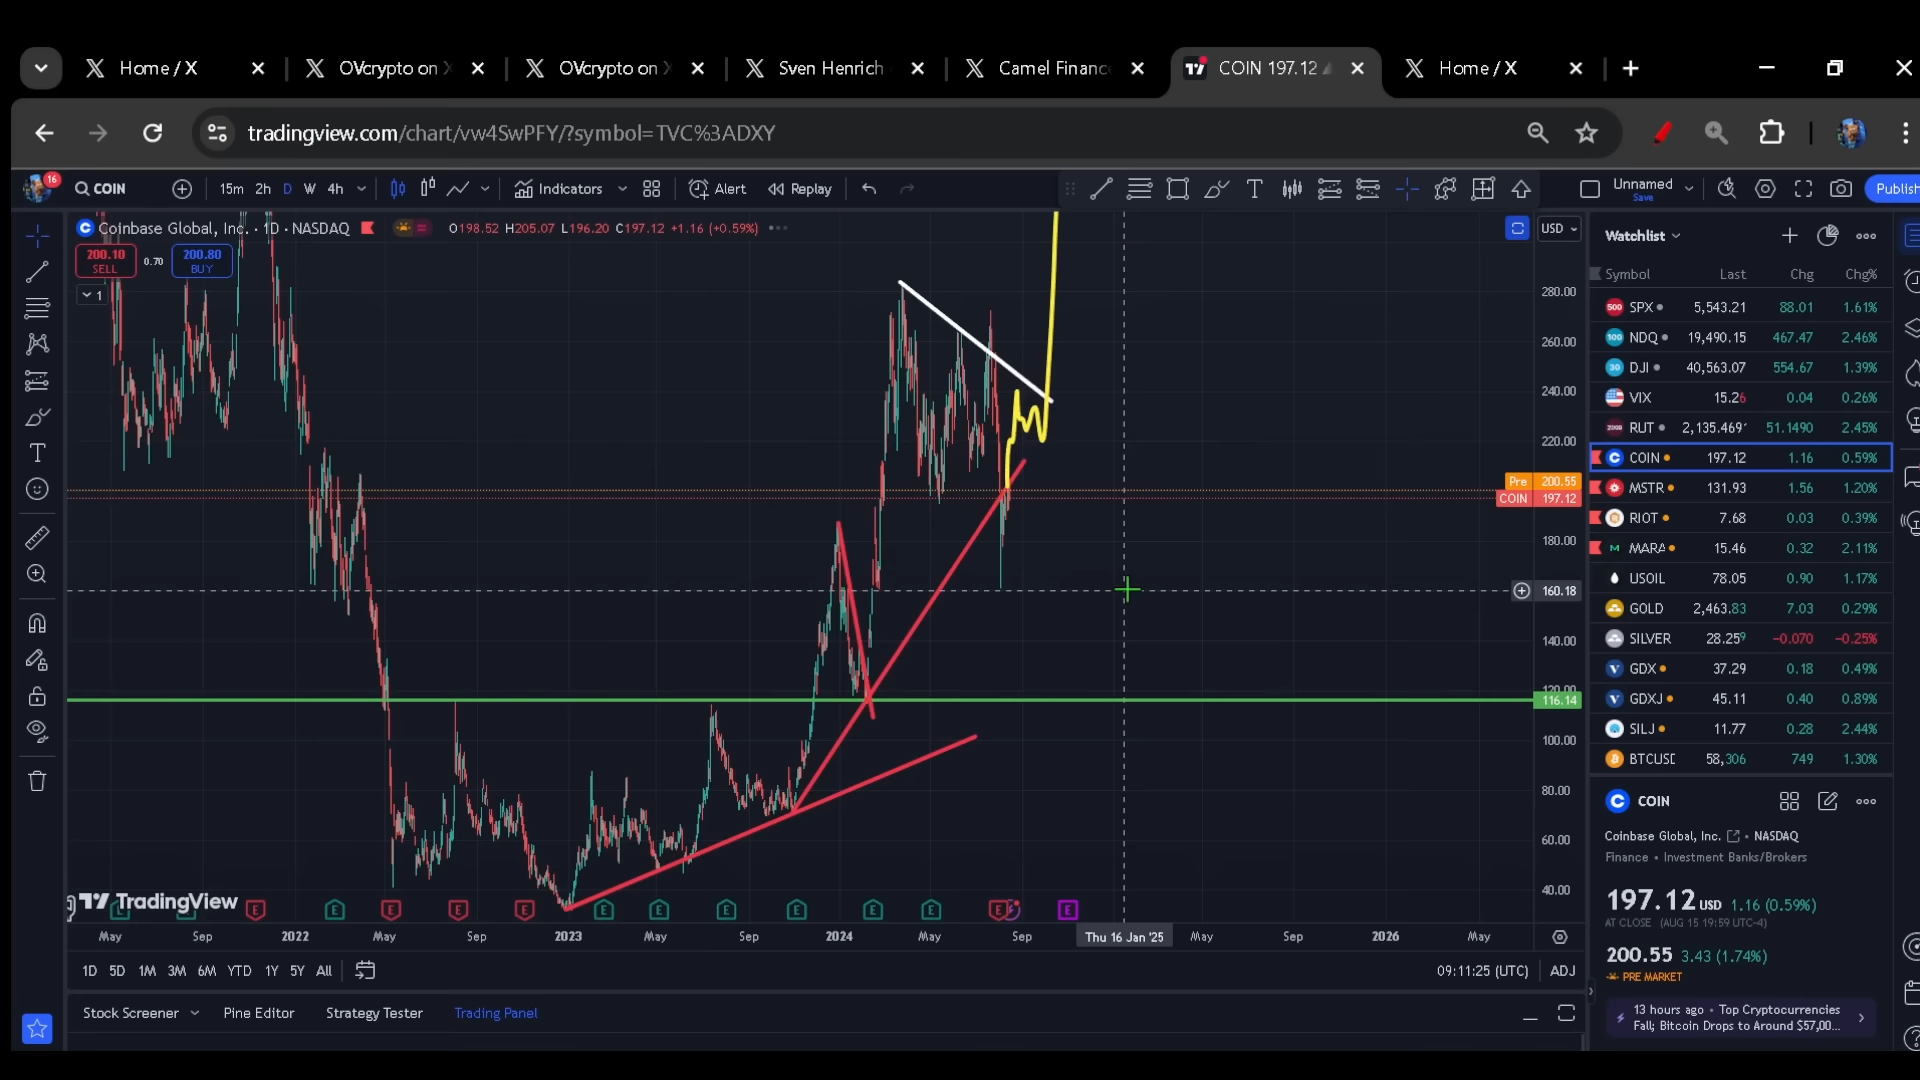 Home / X
OVcrypto on X
OVcrypto on X
Sven Henrich
Camel Financ
COIN 197.12
Home / X
tradingview.com/chart/vw4SwPFY/?symbol=TVC%3ADXY
16
COIN
15m 2h D W 4h
Indicators
Alert
Replay
Unnamed
Save
Publish
Coinbase Global, Inc. · 1D · NASDAQ
O198.52 H205.07 L196.20 C197.12 +1.16 (+0.59%)
200.10
SELL
0.70
200.80
BUY
1
USD
280.00
260.00
240.00
220.00
Pre 200.55
COIN 197.12
180.00
160.18
140.00
120.00
116.14
100.00
80.00
60.00
40.00
TradingView
E E E E E E E E E E E E E E
May Sep 2022 May Sep 2023 May Sep 2024 May Sep Thu 16 Jan '25 May Sep 2026 May
1D 5D 1M 3M 6M YTD 1Y 5Y All
09:11:25 (UTC) ADJ
Stock Screener
Pine Editor
Strategy Tester
Trading Panel
Watchlist
Symbol Last Chg Chg%
SPX 5,543.21 88.01 1.61%
NDQ 19,490.15 467.47 2.46%
DJI 40,563.07 554.67 1.39%
VIX 15.26 0.04 0.26%
RUT 2,135.469 51.1490 2.45%
COIN 197.12 1.16 0.59%
MSTR 131.93 1.56 1.20%
RIOT 7.68 0.03 0.39%
MARA 15.46 0.32 2.11%
USOIL 78.05 0.90 1.17%
GOLD 2,463.83 7.03 0.29%
SILVER 28.259 −0.070 −0.25%
GDX 37.29 0.18 0.49%
GDXJ 45.11 0.40 0.89%
SILJ 11.77 0.28 2.44%
BTCUSD 58,306 749 1.30%
COIN
Coinbase Global, Inc. • NASDAQ
Finance • Investment Banks/Brokers
197.12 USD 1.16 (0.59%)
AT CLOSE (AUG 15 19:59 UTC-4)
200.55 3.43 (1.74%)
PRE MARKET
13 hours ago • Top Cryptocurrencies
Fall; Bitcoin Drops to Around $57,00...